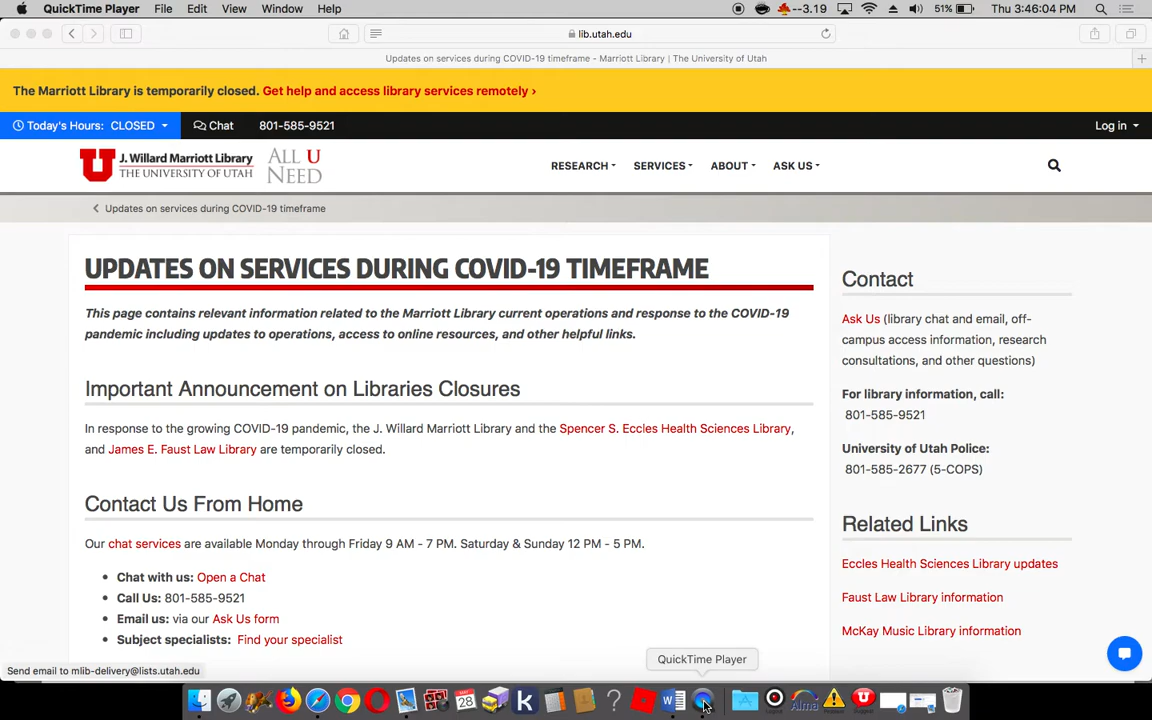 QuickTime Player File Edit View Window Help --3.19 51% Thu 3:46:04 PM
lib.utah.edu
Updates on services during COVID-19 timeframe - Marriott Library | The University of Utah
The Marriott Library is temporarily closed. Get help and access library services remotely ›
Today's Hours: CLOSED Chat 801-585-9521 Log in
U J. Willard Marriott Library
THE UNIVERSITY OF UTAH
ALL U
NEED
RESEARCH SERVICES ABOUT ASK US
Updates on services during COVID-19 timeframe
UPDATES ON SERVICES DURING COVID-19 TIMEFRAME
This page contains relevant information related to the Marriott Library current operations and response to the COVID-19
pandemic including updates to operations, access to online resources, and other helpful links.
Important Announcement on Libraries Closures
In response to the growing COVID-19 pandemic, the J. Willard Marriott Library and the Spencer S. Eccles Health Sciences Library,
and James E. Faust Law Library are temporarily closed.
Contact Us From Home
Our chat services are available Monday through Friday 9 AM - 7 PM. Saturday & Sunday 12 PM - 5 PM.
• Chat with us: Open a Chat
• Call Us: 801-585-9521
• Email us: via our Ask Us form
• Subject specialists: Find your specialist
Contact
Ask Us (library chat and email, off-
campus access information, research
consultations, and other questions)
For library information, call:
801-585-9521
University of Utah Police:
801-585-2677 (5-COPS)
Related Links
Eccles Health Sciences Library updates
Faust Law Library information
McKay Music Library information
QuickTime Player
Send email to mlib-delivery@lists.utah.edu
28
Alma